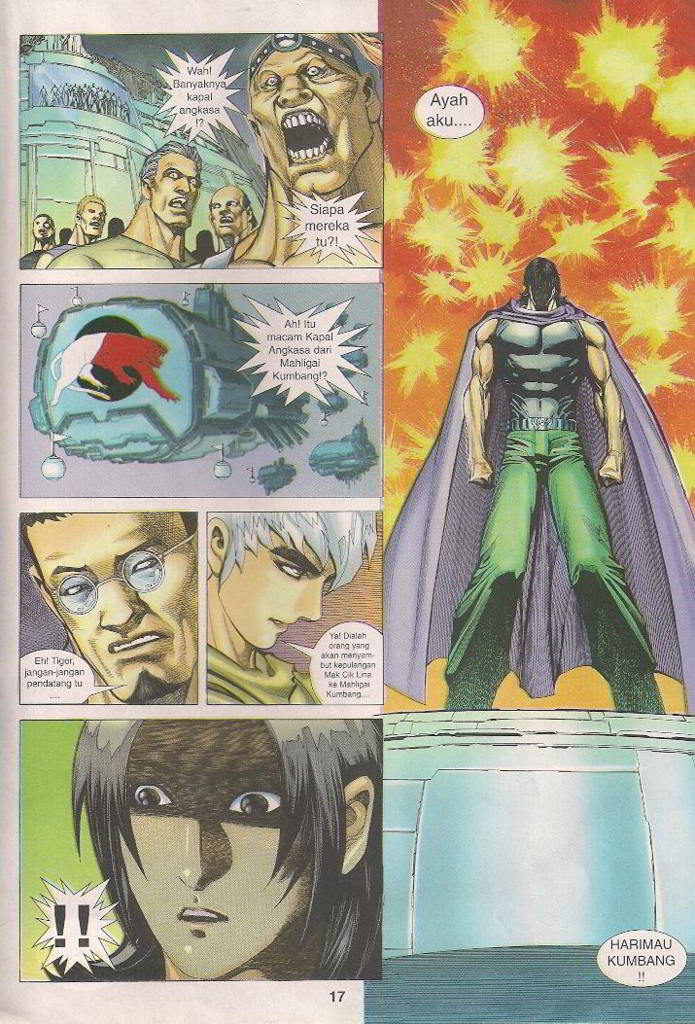 Wah!
Banyaknya
kapal
angkasa
!?
Siapa
mereka
tu?!
Ah! Itu
macam Kapal
Angkasa dari
Mahligai
Kumbang!?
Eh! Tiger,
jangan-jangan
pendatang tu
....
Ya! Dialah
orang yang
akan menyam-
but kepulangan
Mak Cik Lina
ke Mahligai
Kumbang....
!!
Ayah
aku....
HARIMAU
KUMBANG
!!
17